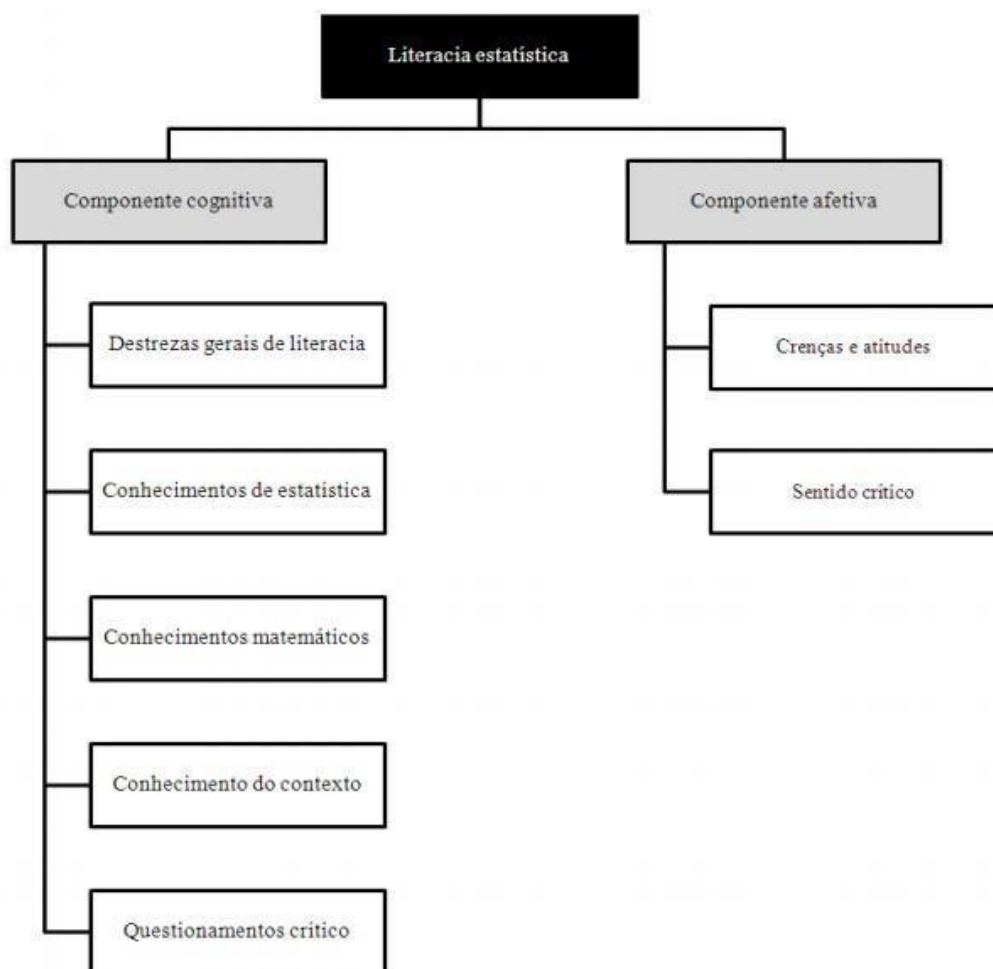 Literacia estatística
Componente cognitiva
Componente afetiva
Destrezas gerais de literacia
Conhecimentos de estatística
Conhecimentos matemáticos
Conhecimento do contexto
Questionamentos crítico
Crenças e atitudes
Sentido crítico